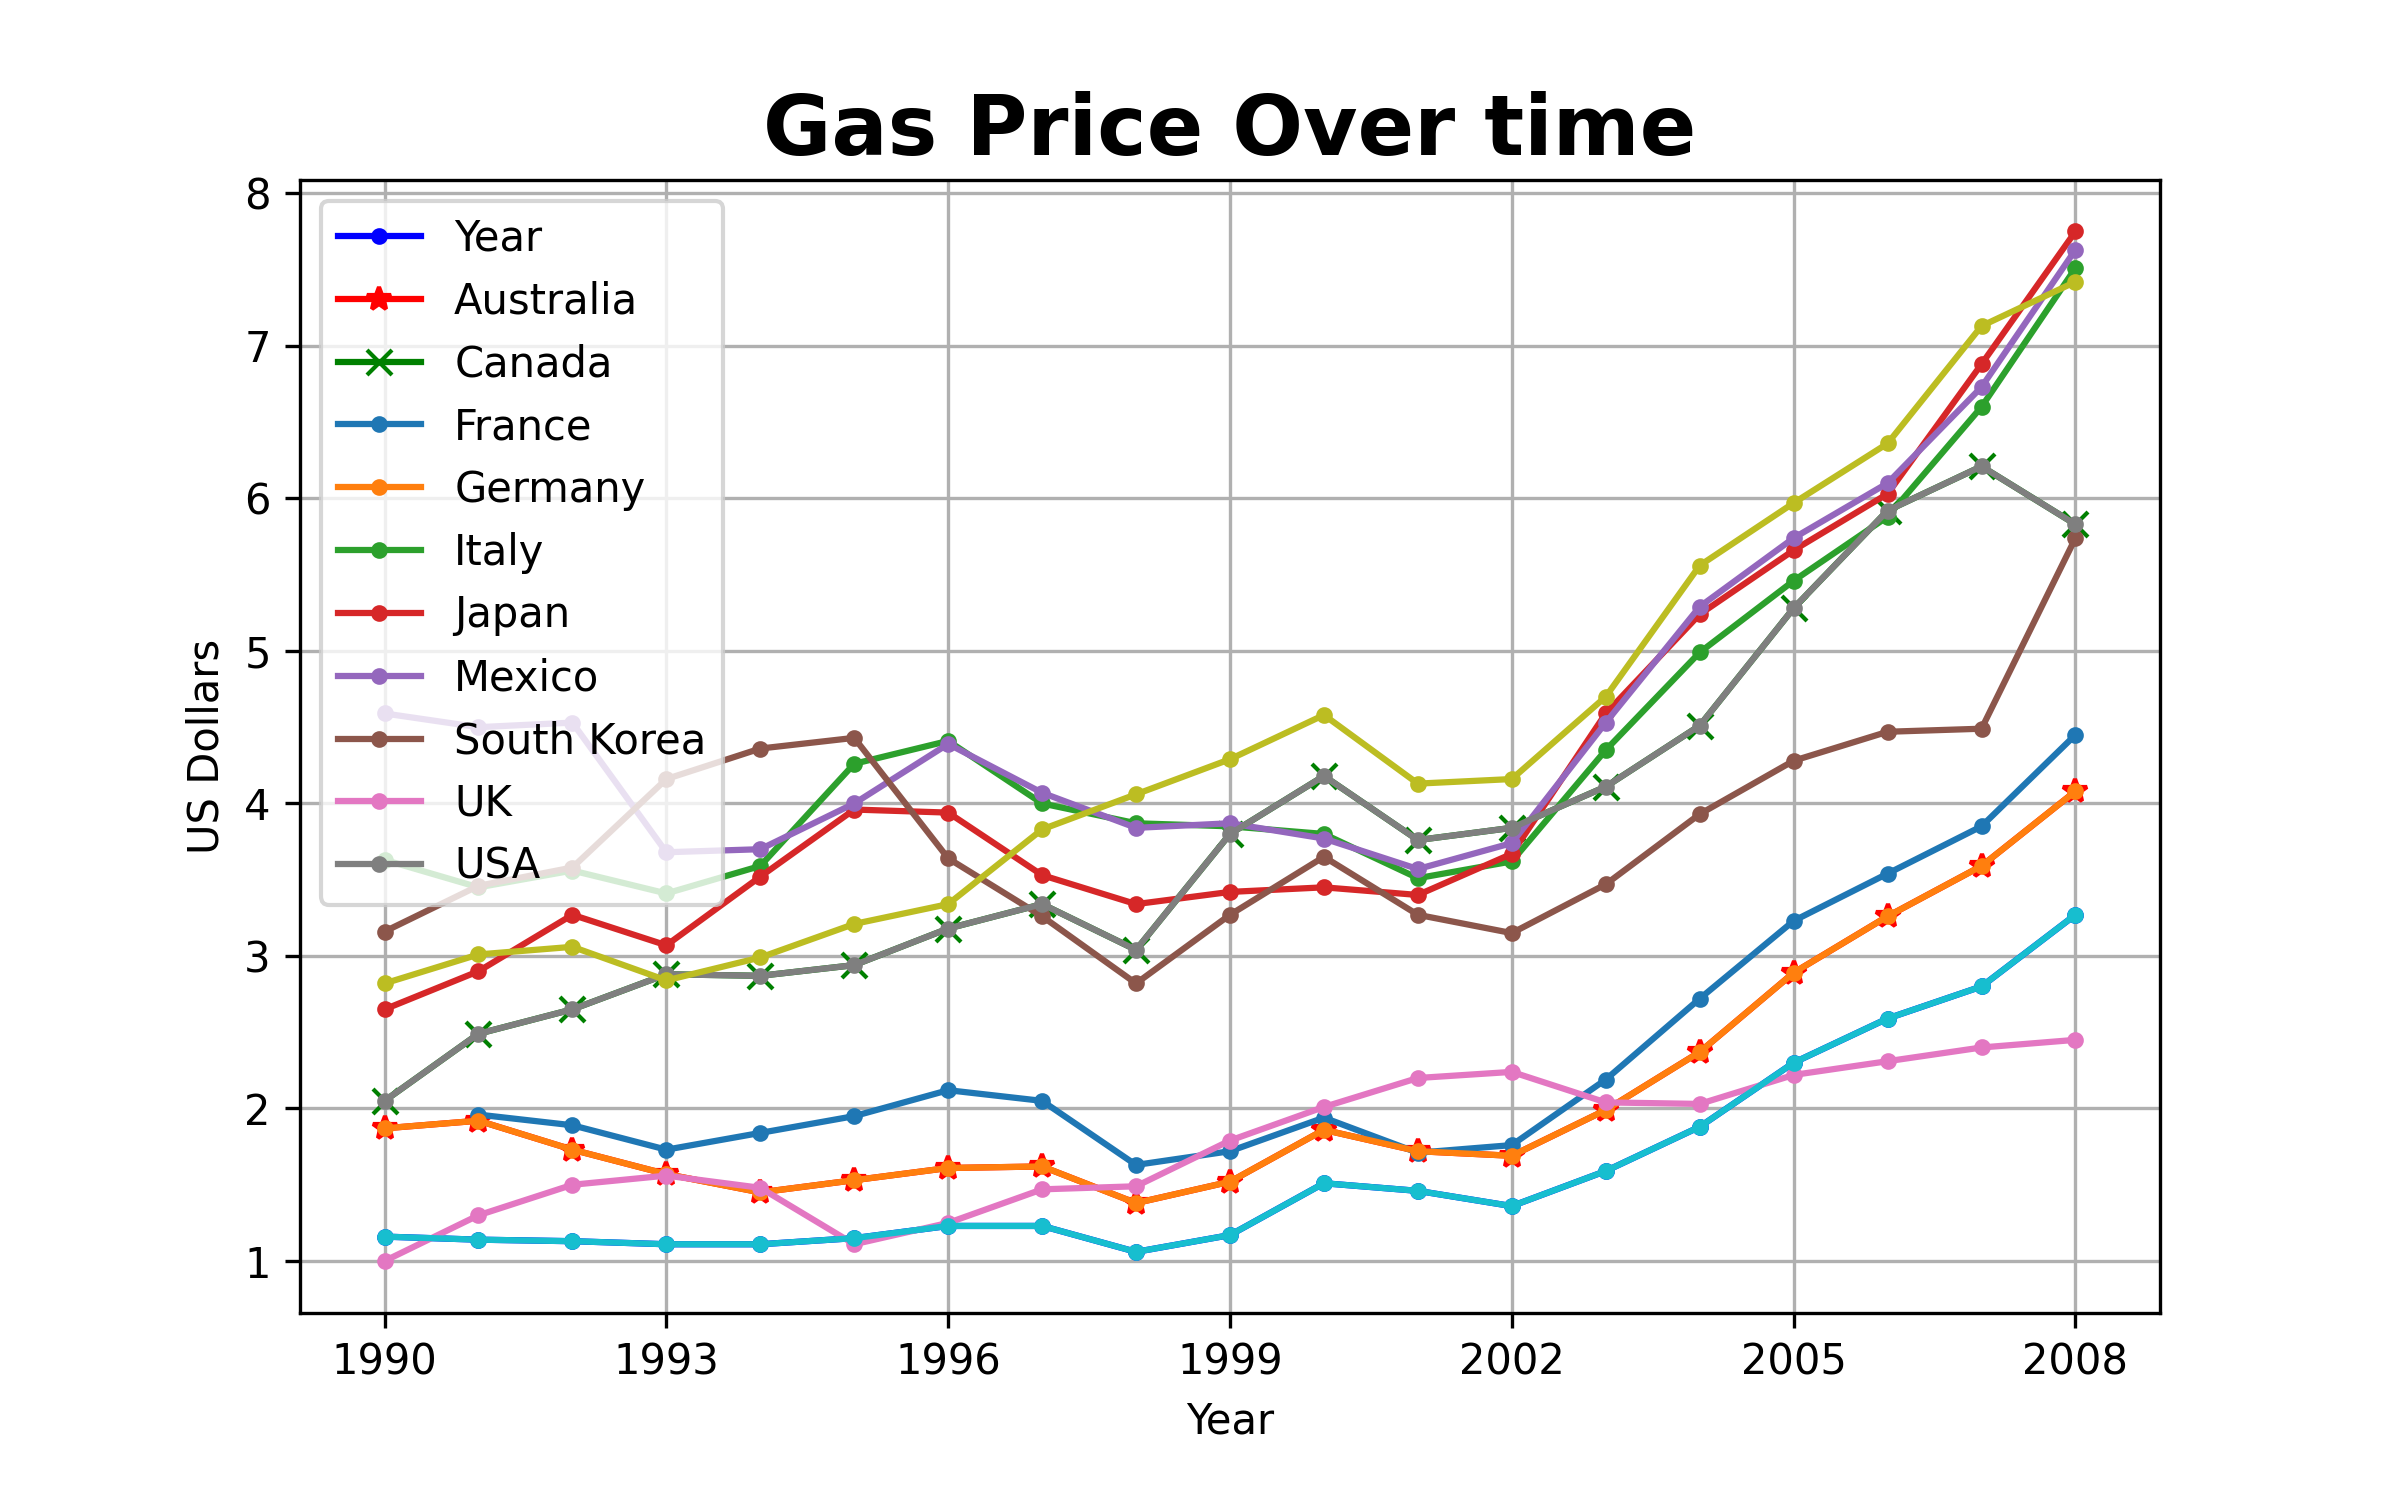 Gas Price Over time
8
7
6
5
4
3
2
1
US Dollars
Year
Australia
Canada
France
Germany
Italy
Japan
Mexico
South Korea
UK
USA
1990 1993 1996 1999 2002 2005 2008
Year